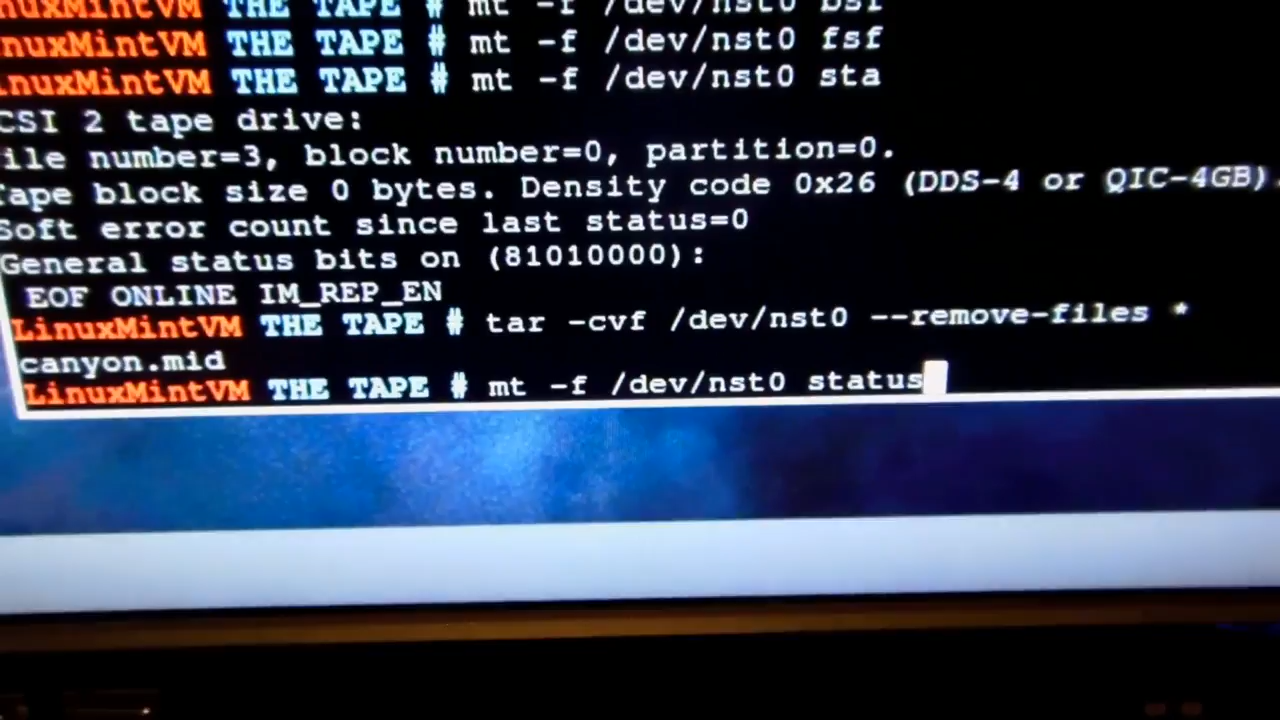 nuxMintVM THE TAPE # mt -f /dev/nst0 bsf
nuxMintVM THE TAPE # mt -f /dev/nst0 fsf
inuxMintVM THE TAPE # mt -f /dev/nst0 sta
CSI 2 tape drive:
ile number=3, block number=0, partition=0.
Tape block size 0 bytes. Density code 0x26 (DDS-4 or QIC-4GB).
Soft error count since last status=0
General status bits on (81010000):
EOF ONLINE IM_REP_EN
LinuxMintVM THE TAPE # tar -cvf /dev/nst0 --remove-files *
canyon.mid
LinuxMintVM THE TAPE # mt -f /dev/nst0 status